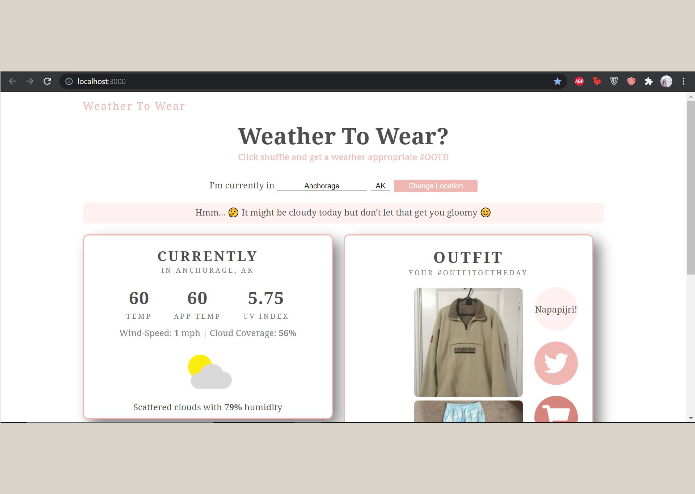 localhost:3000
ABP
Weather To Wear
Weather To Wear?
Click shuffle and get a weather appropriate #OOTD
I'm currently in Anchorage AK Change Location
Hmm... 🤔 It might be cloudy today but don't let that get you gloomy 😊
CURRENTLY
IN ANCHORAGE, AK
60 60 5.75
TEMP APP TEMP UV INDEX
Wind-Speed: 1 mph | Cloud Coverage: 56%
Scattered clouds with 79% humidity
OUTFIT
YOUR #OUTFITOFTHEDAY
Napapijri!